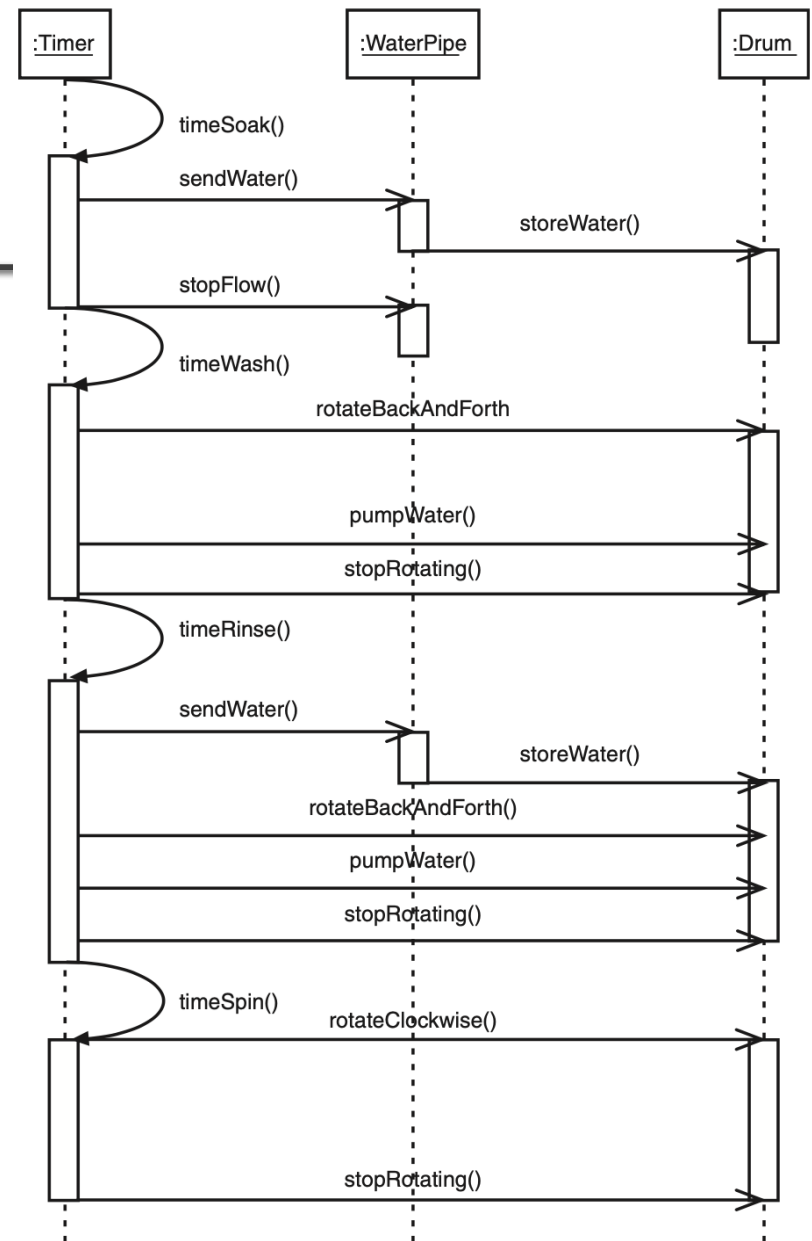 :Timer
:WaterPipe
:Drum
timeSoak()
sendWater()
storeWater()
stopFlow()
timeWash()
rotateBackAndForth
pumpWater()
stopRotating()
timeRinse()
sendWater()
storeWater()
rotateBackAndForth()
pumpWater()
stopRotating()
timeSpin()
rotateClockwise()
stopRotating()